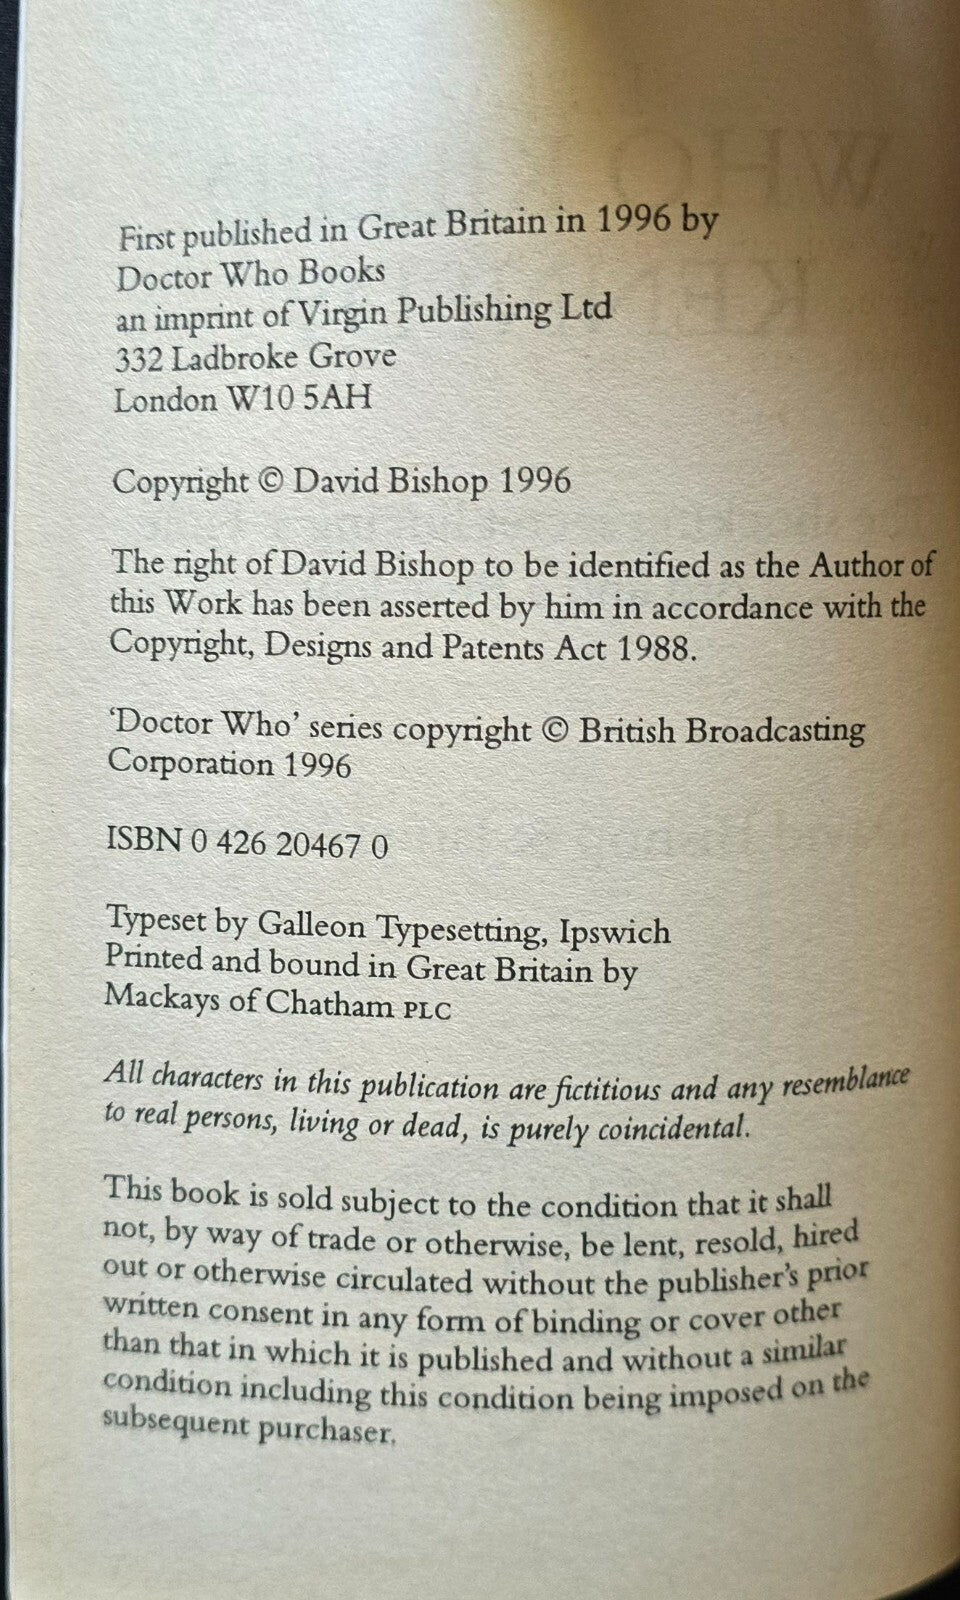 First published in Great Britain in 1996 by
Doctor Who Books
an imprint of Virgin Publishing Ltd
332 Ladbroke Grove
London W10 5AH
Copyright © David Bishop 1996
The right of David Bishop to be identified as the Author of
this Work has been asserted by him in accordance with the
Copyright, Designs and Patents Act 1988.
‘Doctor Who’ series copyright © British Broadcasting
Corporation 1996
ISBN 0 426 20467 0
Typeset by Galleon Typesetting, Ipswich
Printed and bound in Great Britain by
Mackays of Chatham PLC
All characters in this publication are fictitious and any resemblance
to real persons, living or dead, is purely coincidental.
This book is sold subject to the condition that it shall
not, by way of trade or otherwise, be lent, resold, hired
out or otherwise circulated without the publisher’s prior
written consent in any form of binding or cover other
than that in which it is published and without a similar
condition including this condition being imposed on the
subsequent purchaser.